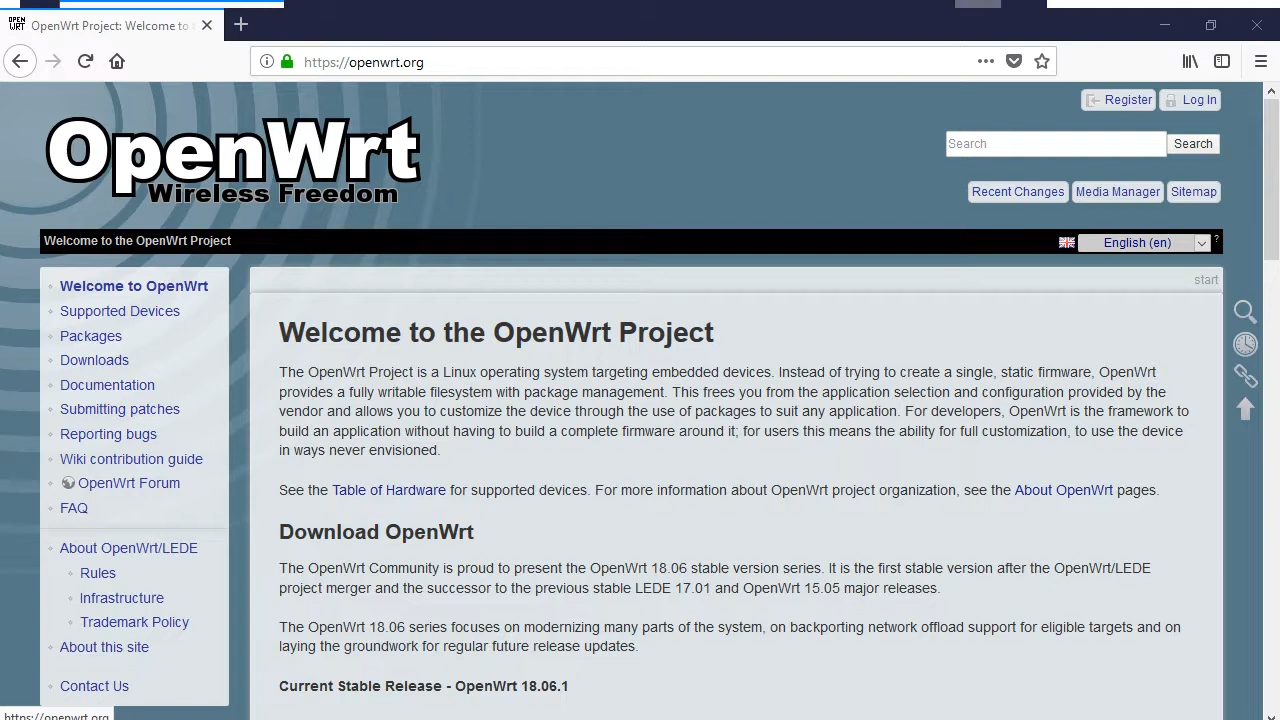 OpenWrt Project: Welcome to
https://openwrt.org
Register
Log In
OpenWrt
Wireless Freedom
Search
Search
Recent Changes
Media Manager
Sitemap
Welcome to the OpenWrt Project
English (en)
?
start
Welcome to OpenWrt
Supported Devices
Packages
Downloads
Documentation
Submitting patches
Reporting bugs
Wiki contribution guide
OpenWrt Forum
FAQ
About OpenWrt/LEDE
Rules
Infrastructure
Trademark Policy
About this site
Contact Us
Welcome to the OpenWrt Project
The OpenWrt Project is a Linux operating system targeting embedded devices. Instead of trying to create a single, static firmware, OpenWrt
provides a fully writable filesystem with package management. This frees you from the application selection and configuration provided by the
vendor and allows you to customize the device through the use of packages to suit any application. For developers, OpenWrt is the framework to
build an application without having to build a complete firmware around it; for users this means the ability for full customization, to use the device
in ways never envisioned.
See the Table of Hardware for supported devices. For more information about OpenWrt project organization, see the About OpenWrt pages.
Download OpenWrt
The OpenWrt Community is proud to present the OpenWrt 18.06 stable version series. It is the first stable version after the OpenWrt/LEDE
project merger and the successor to the previous stable LEDE 17.01 and OpenWrt 15.05 major releases.
The OpenWrt 18.06 series focuses on modernizing many parts of the system, on backporting network offload support for eligible targets and on
laying the groundwork for regular future release updates.
Current Stable Release - OpenWrt 18.06.1
https://openwrt.org